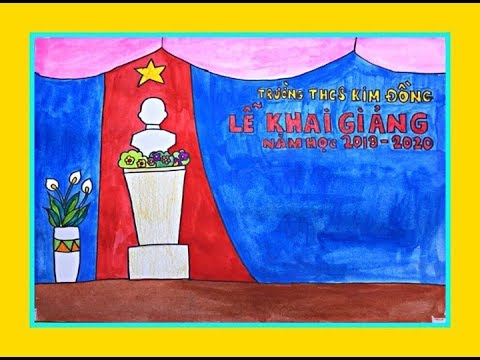 TRƯỜNG THCS KIM ĐỒNG
LỄ KHAI GIẢNG
NĂM HỌC 2019-2020